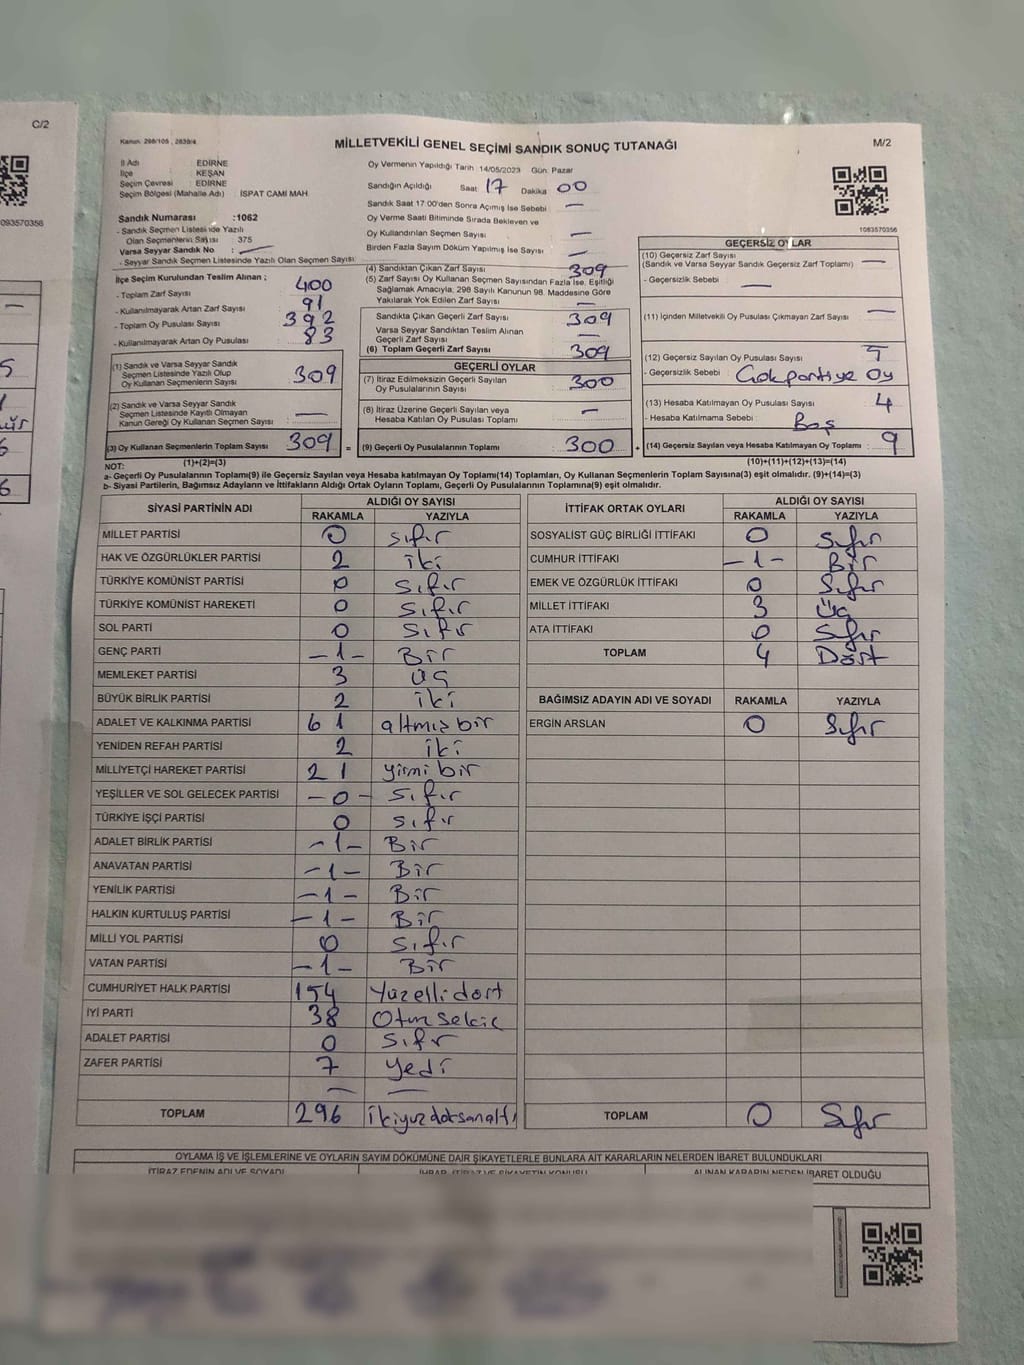 C/2
093570356
Kanun: 298/105 , 2839/4
MİLLETVEKİLİ GENEL SEÇİMİ SANDIK SONUÇ TUTANAĞI
M/2
İl Adı : EDİRNE
İlçe : KEŞAN
Seçim Çevresi : EDİRNE
Seçim Bölgesi (Mahalle Adı) : İSPAT CAMİ MAH
Sandık Numarası :1062
- Sandık Seçmen Listesinde Yazılı
Olan Seçmenlerin Sayısı : 375
Varsa Seyyar Sandık No : —
- Seyyar Sandık Seçmen Listesinde Yazılı Olan Seçmen Sayısı:
Oy Vermenin Yapıldığı Tarih :14/05/2023 Gün: Pazar
Sandığın Açıldığı Saat 17 Dakika 00
Sandık Saat 17.00'den Sonra Açılmış İse Sebebi : —
Oy Verme Saati Bitiminde Sırada Bekleyen ve
Oy Kullandırılan Seçmen Sayısı : —
Birden Fazla Sayım Döküm Yapılmış İse Sayısı : —
1083570356
İlçe Seçim Kurulundan Teslim Alınan ;
- Toplam Zarf Sayısı : 400
- Kullanılmayarak Artan Zarf Sayısı : 91
- Toplam Oy Pusulası Sayısı : 392
- Kullanılmayarak Artan Oy Pusulası : 83
(1) Sandık ve Varsa Seyyar Sandık
Seçmen Listesinde Yazılı Olup
Oy Kullanan Seçmenlerin Sayısı : 309
(2) Sandık ve Varsa Seyyar Sandık
Seçmen Listesinde Kayıtlı Olmayan
Kanun Gereği Oy Kullanan Seçmen Sayısı : —
(3) Oy Kullanan Seçmenlerin Toplam Sayısı : 309 =
(1)+(2)=(3)
(4) Sandıktan Çıkan Zarf Sayısı : 309
(5) Zarf Sayısı Oy Kullanan Seçmen Sayısından Fazla İse, Eşitliği
Sağlamak Amacıyla, 298 Sayılı Kanunun 98. Maddesine Göre
Yakılarak Yok Edilen Zarf Sayısı : —
Sandıkta Çıkan Geçerli Zarf Sayısı : 309
Varsa Seyyar Sandıktan Teslim Alınan
Geçerli Zarf Sayısı : —
(6) Toplam Geçerli Zarf Sayısı : 309
GEÇERLİ OYLAR
(7) İtiraz Edilmeksizin Geçerli Sayılan
Oy Pusulalarının Sayısı : 300
(8) İtiraz Üzerine Geçerli Sayılan veya
Hesaba Katılan Oy Pusulası Toplamı : —
(9) Geçerli Oy Pusulalarının Toplamı : 300 +
GEÇERSİZ OYLAR
(10) Geçersiz Zarf Sayısı
(Sandık ve Varsa Seyyar Sandık Geçersiz Zarf Toplamı) : —
- Geçersizlik Sebebi : —
(11) İçinden Milletvekili Oy Pusulası Çıkmayan Zarf Sayısı : —
(12) Geçersiz Sayılan Oy Pusulası Sayısı : 5
- Geçersizlik Sebebi : Çok partiye oy
(13) Hesaba Katılmayan Oy Pusulası Sayısı : 4
- Hesaba Katılmama Sebebi : Boş
(14) Geçersiz Sayılan veya Hesaba Katılmayan Oy Toplamı : 9
(10)+(11)+(12)+(13)=(14)
NOT:
a- Geçerli Oy Pusulalarının Toplamı(9) ile Geçersiz Sayılan veya Hesaba katılmayan Oy Toplamı(14) Toplamları, Oy Kullanan Seçmenlerin Toplam Sayısına(3) eşit olmalıdır. (9)+(14)=(3)
b- Siyasi Partilerin, Bağımsız Adayların ve İttifakların Aldığı Ortak Oyların Toplamı, Geçerli Oy Pusulalarının Toplamına(9) eşit olmalıdır.
SİYASİ PARTİNİN ADI ALDIĞI OY SAYISI
RAKAMLA YAZIYLA
MİLLET PARTİSİ 0 sıfır
HAK VE ÖZGÜRLÜKLER PARTİSİ 2 iki
TÜRKİYE KOMÜNİST PARTİSİ 0 sıfır
TÜRKİYE KOMÜNİST HAREKETİ 0 sıfır
SOL PARTİ 0 sıfır
GENÇ PARTİ -1- Bir
MEMLEKET PARTİSİ 3 üç
BÜYÜK BİRLİK PARTİSİ 2 iki
ADALET VE KALKINMA PARTİSİ 61 altmış bir
YENİDEN REFAH PARTİSİ 2 iki
MİLLİYETÇİ HAREKET PARTİSİ 21 yirmi bir
YEŞİLLER VE SOL GELECEK PARTİSİ -0- sıfır
TÜRKİYE İŞÇİ PARTİSİ 0 sıfır
ADALET BİRLİK PARTİSİ -1- Bir
ANAVATAN PARTİSİ -1- Bir
YENİLİK PARTİSİ -1- Bir
HALKIN KURTULUŞ PARTİSİ -1- Bir
MİLLİ YOL PARTİSİ 0 sıfır
VATAN PARTİSİ -1- Bir
CUMHURİYET HALK PARTİSİ 154 Yüzelli dört
İYİ PARTİ 38 Otuz Sekiz
ADALET PARTİSİ 0 sıfır
ZAFER PARTİSİ 7 yedi
— —
TOPLAM 296 ikiyüz doksan altı
İTTİFAK ORTAK OYLARI ALDIĞI OY SAYISI
RAKAMLA YAZIYLA
SOSYALİST GÜÇ BİRLİĞİ İTTİFAKI 0 Sıfır
CUMHUR İTTİFAKI -1- Bir
EMEK VE ÖZGÜRLÜK İTTİFAKI 0 Sıfır
MİLLET İTTİFAKI 3 Üç
ATA İTTİFAKI 0 Sıfır
TOPLAM 4 Dört
BAĞIMSIZ ADAYIN ADI VE SOYADI RAKAMLA YAZIYLA
ERGİN ARSLAN 0 Sıfır
TOPLAM 0 Sıfır
OYLAMA İŞ VE İŞLEMLERİNE VE OYLARIN SAYIM DÖKÜMÜNE DAİR ŞİKAYETLERLE BUNLARA AİT KARARLARIN NELERDEN İBARET BULUNDUKLARI
İTİRAZ EDENİN ADI VE SOYADI İHBAR, İTİRAZ VE ŞİKAYETİN KONUSU ALINAN KARARIN NEDEN İBARET OLDUĞU